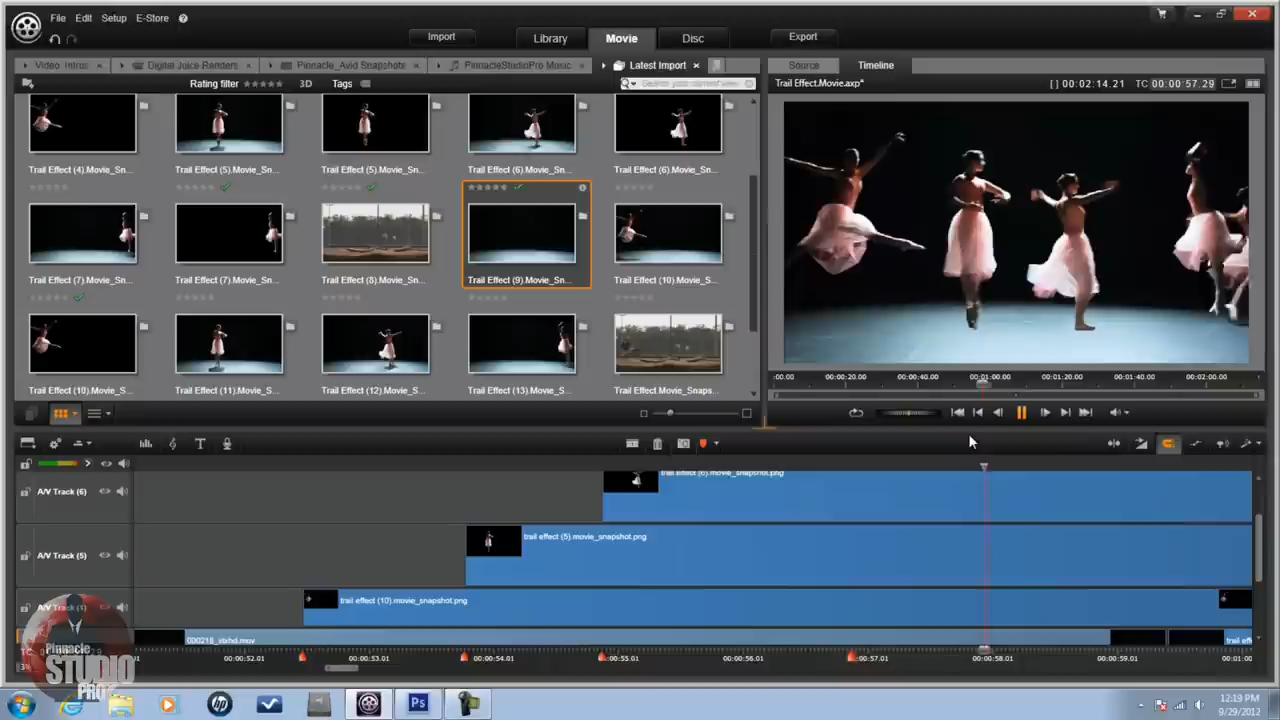 File Edit Setup E-Store
Import Library Movie Disc Export
Video Intros Digital Juice Renders Pinnacle_Avid Snapshots PinnacleStudioPro Music Latest Import
Source Timeline
Rating filter 3D Tags Search your current view
Trail Effect.Movie.axp* [ ] 00:02:14.21 TC 00:00:57.29
Trail Effect (4).Movie_Sn... Trail Effect (5).Movie_Sn... Trail Effect (5).Movie_Sn... Trail Effect (6).Movie_Sn... Trail Effect (6).Movie_Sn...
Trail Effect (7).Movie_Sn... Trail Effect (7).Movie_Sn... Trail Effect (8).Movie_Sn... Trail Effect (9).Movie_Sn... Trail Effect (10).Movie_S...
Trail Effect (10).Movie_S... Trail Effect (11).Movie_S... Trail Effect (12).Movie_S... Trail Effect (13).Movie_Sn... Trail Effect.Movie_Snaps...
:00.00 00:00:20.00 00:00:40.00 00:01:00.00 00:01:20.00 00:01:40.00 00:02:00.00
A/V Track (6) trail effect (6).movie_snapshot.png
A/V Track (5) trail effect (5).movie_snapshot.png
A/V Track trail effect (10).movie_snapshot.png
trail
TC
00:00:52.01 00:00:53.01 00:00:54.01 00:00:55.01 00:00:56.01 00:00:57.01 00:00:58.01 00:00:59.01
Pinnacle
STUDIO
PRO
Ps
12:19 PM
9/29/2012